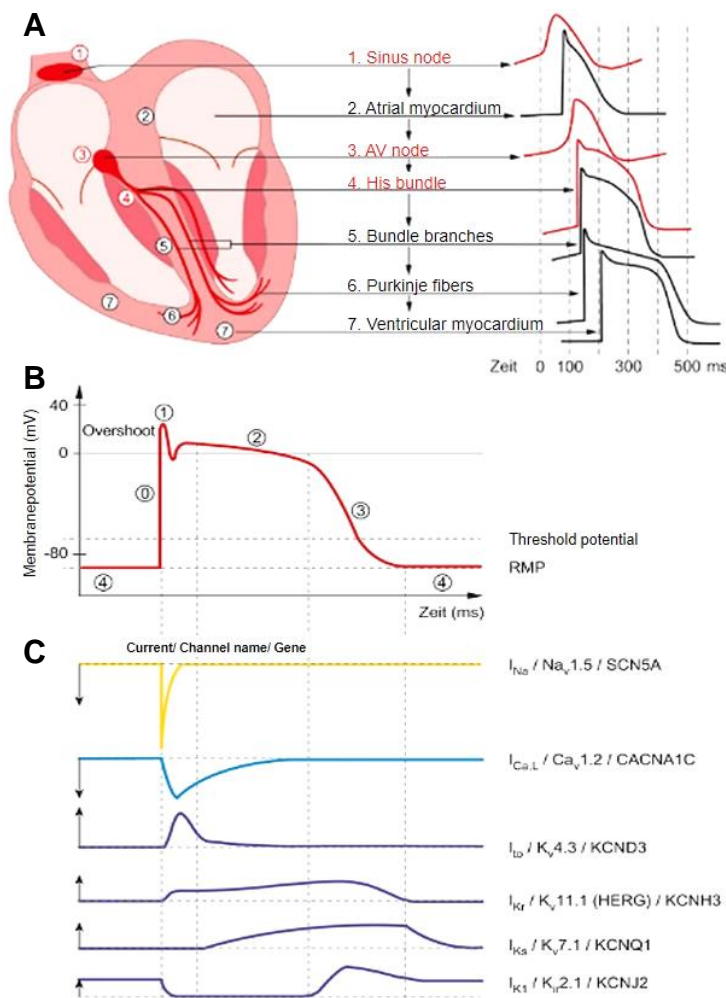 A
1
2
3
4
5
6
7
7
1. Sinus node
2. Atrial myocardium
3. AV node
4. His bundle
5. Bundle branches
6. Purkinje fibers
7. Ventricular myocardium
Zeit 0 100 300 500 ms
B
Membranepotential (mV)
40
0
-80
Overshoot
1
2
0
3
4
4
Threshold potential
RMP
Zeit (ms)
C
Current/ Channel name/ Gene
INa / Nav1.5 / SCN5A
ICa,L / Cav1.2 / CACNA1C
Ito / Kv4.3 / KCND3
IKr / Kv11.1 (HERG) / KCNH3
IKs / Kv7.1 / KCNQ1
IK1 / Kir2.1 / KCNJ2